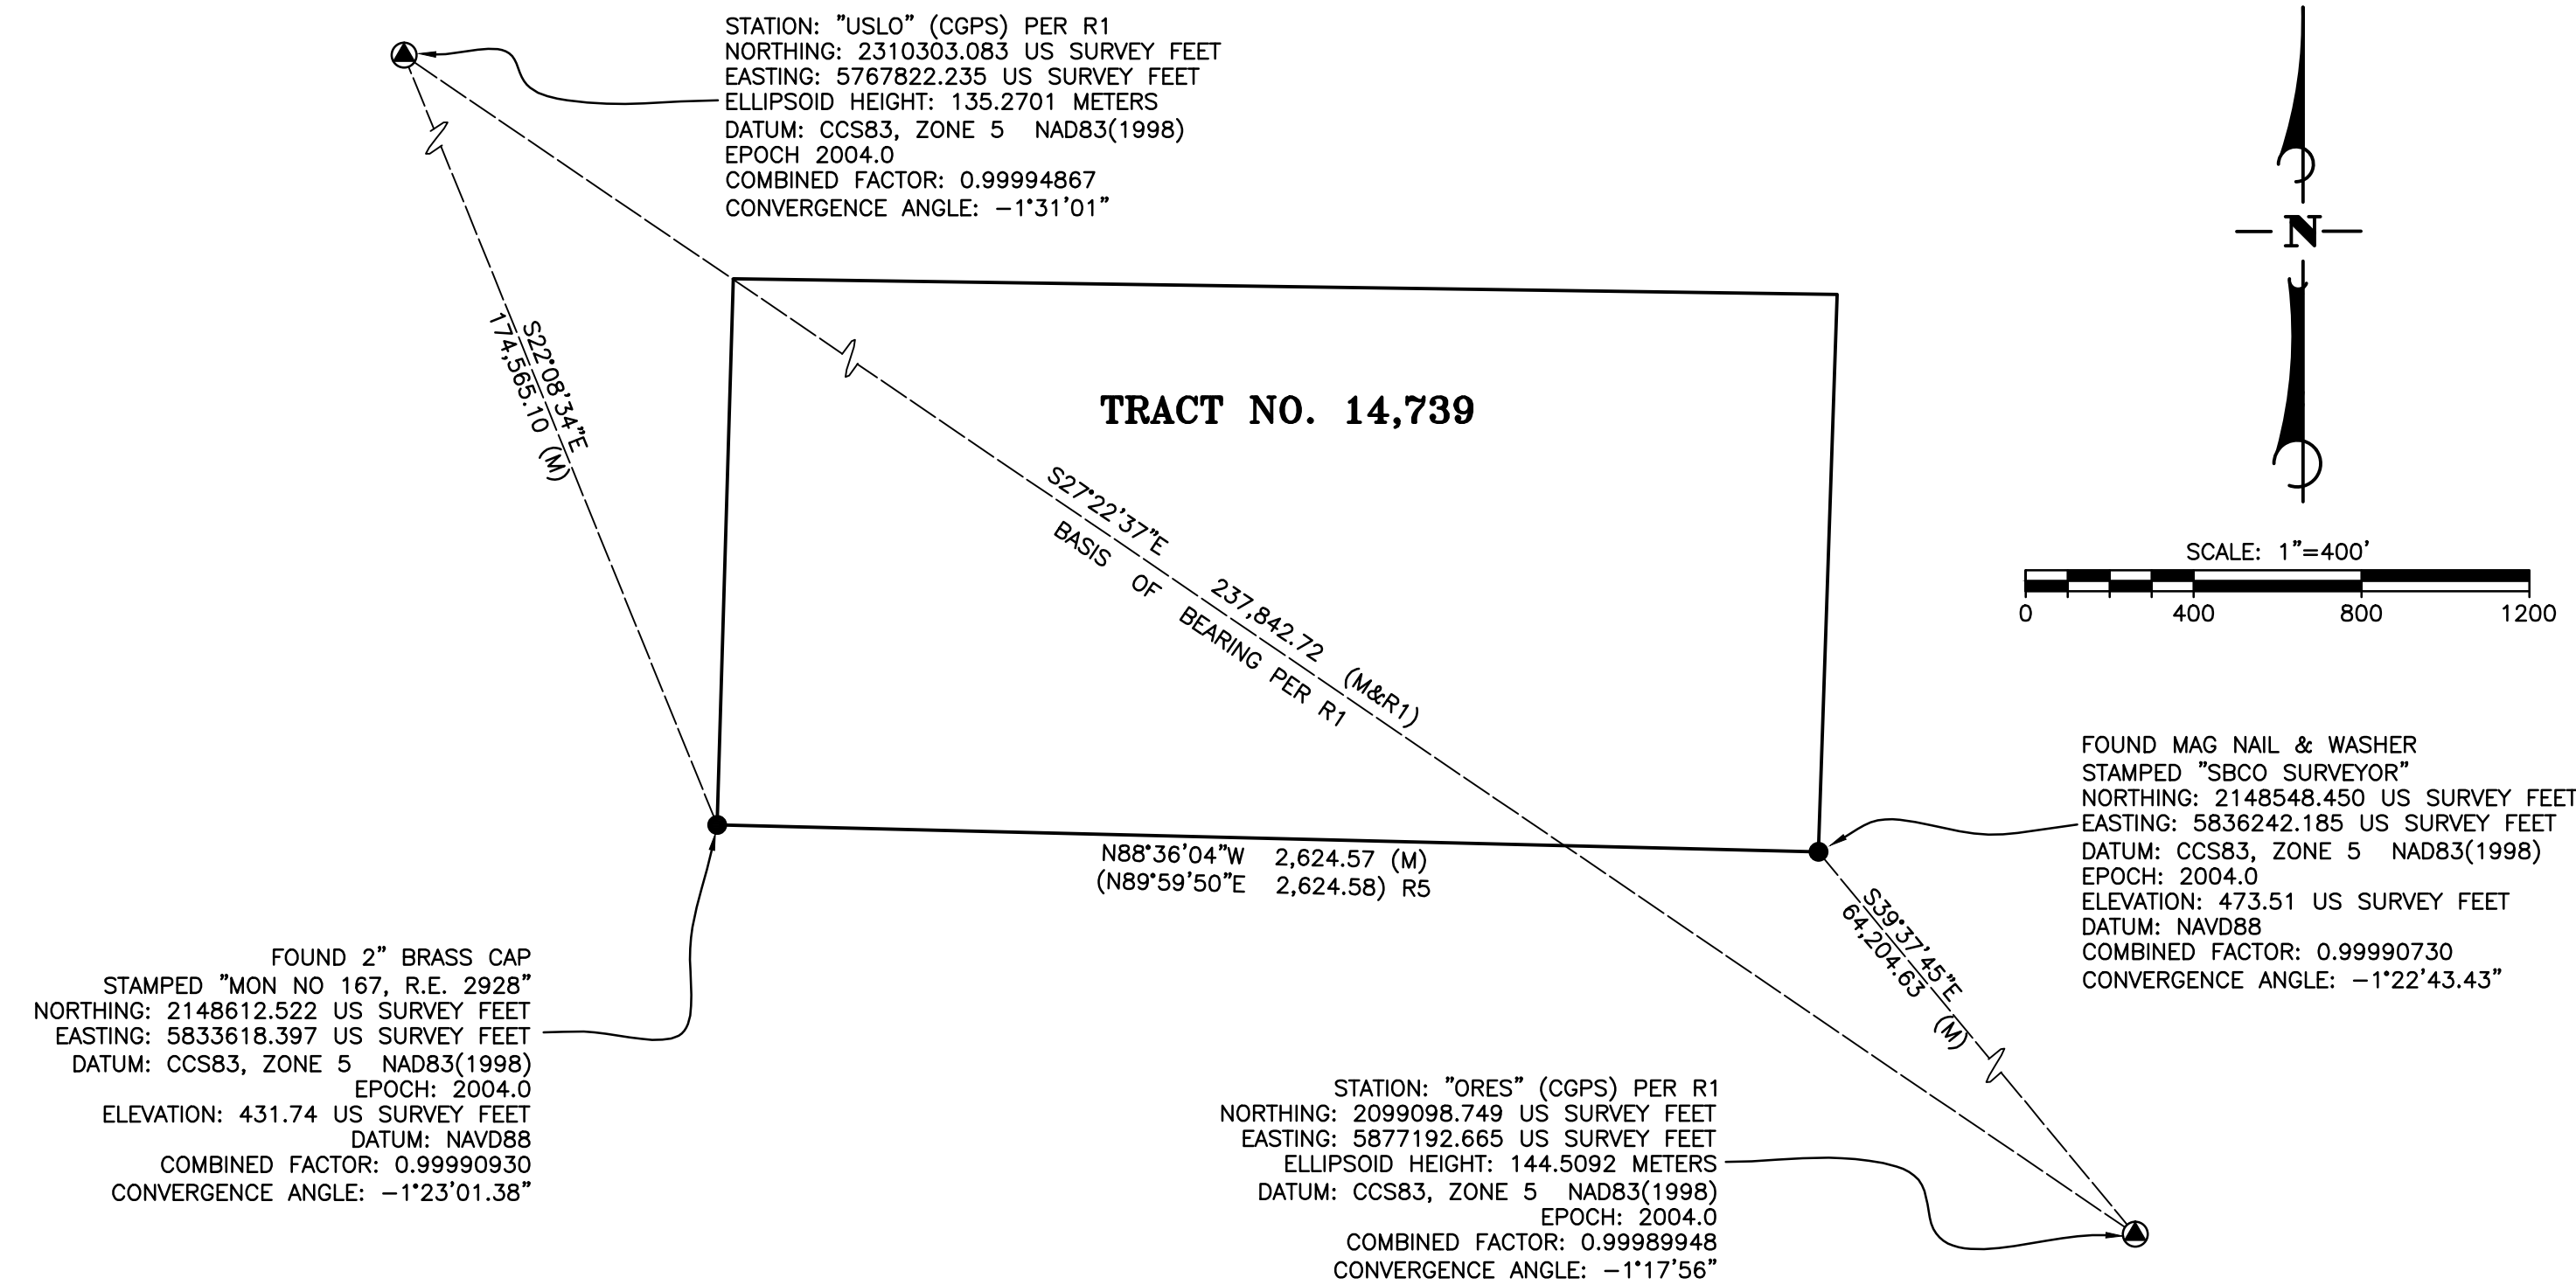 STATION: "USLO" (CGPS) PER R1
NORTHING: 2310303.083 US SURVEY FEET
EASTING: 5767822.235 US SURVEY FEET
ELLIPSOID HEIGHT: 135.2701 METERS
DATUM: CCS83, ZONE 5 NAD83(1998)
EPOCH 2004.0
COMBINED FACTOR: 0.99994867
CONVERGENCE ANGLE: −1°31'01"
N
S22°08'34"E
174,565.10 (M)
TRACT NO. 14,739
S27°22'37"E 237,842.72 (M&R1)
BASIS OF BEARING PER R1
SCALE: 1"=400'
0 400 800 1200
FOUND MAG NAIL & WASHER
STAMPED "SBCO SURVEYOR"
NORTHING: 2148548.450 US SURVEY FEET
EASTING: 5836242.185 US SURVEY FEET
DATUM: CCS83, ZONE 5 NAD83(1998)
EPOCH: 2004.0
ELEVATION: 473.51 US SURVEY FEET
DATUM: NAVD88
COMBINED FACTOR: 0.99990730
CONVERGENCE ANGLE: −1°22'43.43"
N88°36'04"W 2,624.57 (M)
(N89°59'50"E 2,624.58) R5
S39°37'45"E
64,204.63 (M)
FOUND 2" BRASS CAP
STAMPED "MON NO 167, R.E. 2928"
NORTHING: 2148612.522 US SURVEY FEET
EASTING: 5833618.397 US SURVEY FEET
DATUM: CCS83, ZONE 5 NAD83(1998)
EPOCH: 2004.0
ELEVATION: 431.74 US SURVEY FEET
DATUM: NAVD88
COMBINED FACTOR: 0.99990930
CONVERGENCE ANGLE: −1°23'01.38"
STATION: "ORES" (CGPS) PER R1
NORTHING: 2099098.749 US SURVEY FEET
EASTING: 5877192.665 US SURVEY FEET
ELLIPSOID HEIGHT: 144.5092 METERS
DATUM: CCS83, ZONE 5 NAD83(1998)
EPOCH: 2004.0
COMBINED FACTOR: 0.99989948
CONVERGENCE ANGLE: −1°17'56"